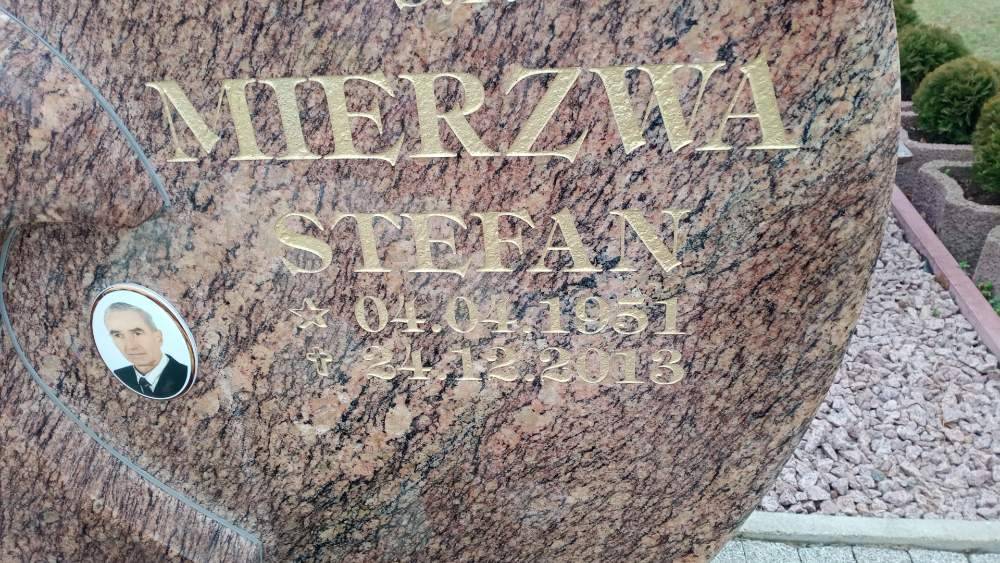 MIERZWA
STEFAN
☆ 04.04.1951
✝ 24.12.2013